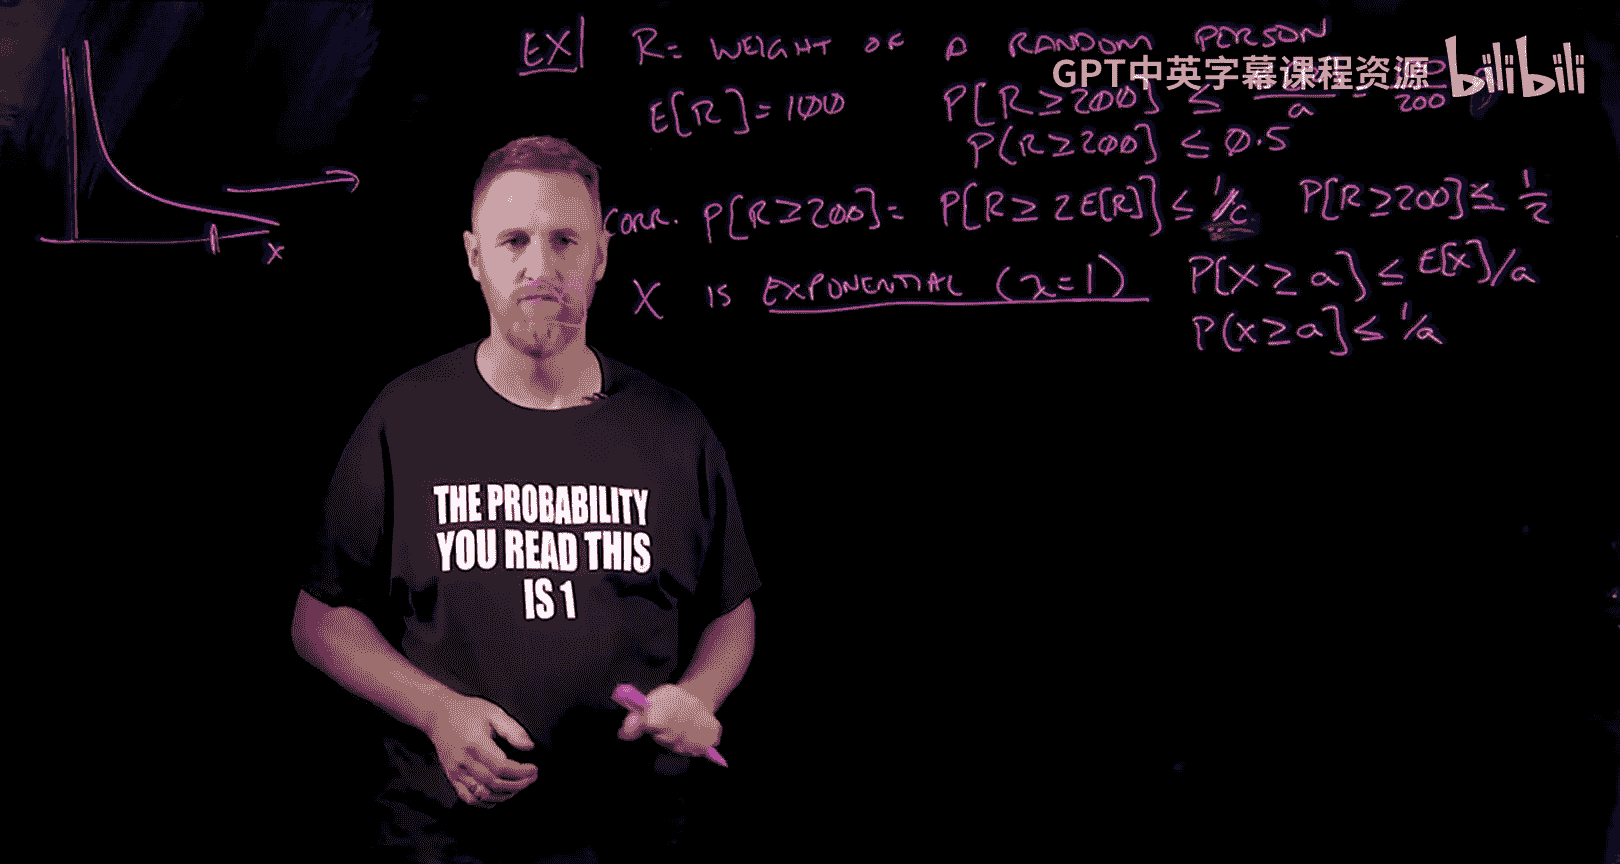 EX| R = WEIGHT OF A RANDOM PERSON
GPT中英字幕课程资源 bilibili
E[R] = 100 P[R ≥ 200] ≤ a 200
P[R ≥ 200] ≤ 0.5
CORR. P[R ≥ 200] = P[R ≥ 2E[R]] ≤ 1/c P[R ≥ 200] ≤ 1/2
X IS EXPONENTIAL (λ=1) P[X ≥ a] ≤ E[X]/a
P[X ≥ a] ≤ 1/a
X
THE PROBABILITY
YOU READ THIS
IS 1